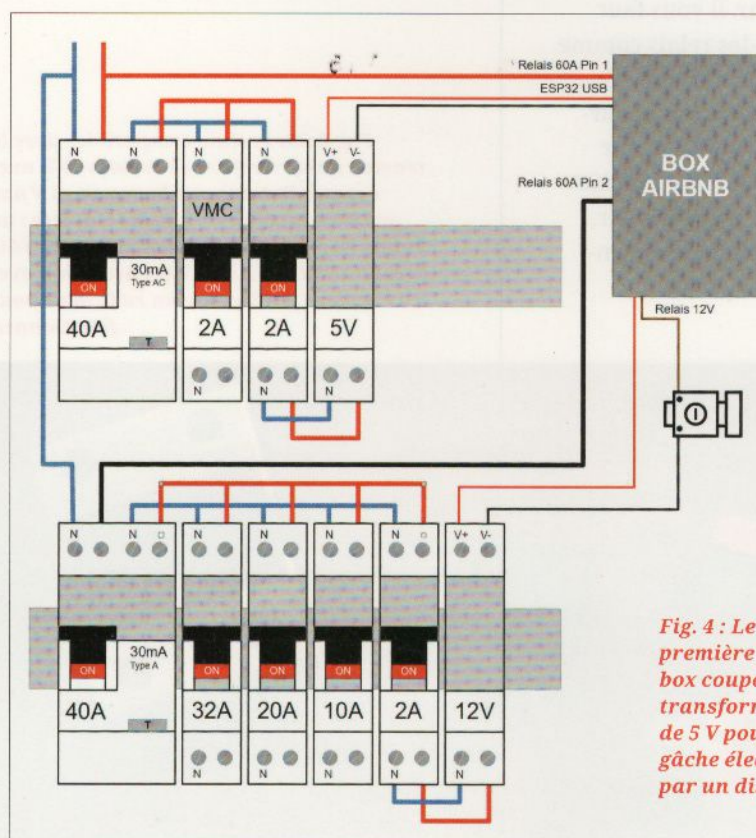 Relais 60A Pin 1
ESP32 USB
N N N N V+ V-
Relais 60A Pin 2
BOX
AIRBNB
VMC
30mA
Type AC
ON ON ON
40A 2A 2A 5V
T
N N
Relais 12V
N N N N N N V+ V-
30mA
Type A
ON ON ON ON ON
40A 32A 20A 10A 2A 12V
T
N N N N
Fig. 4 : Le
première
box coupe
transform
de 5 V pou
gâche élec
par un di